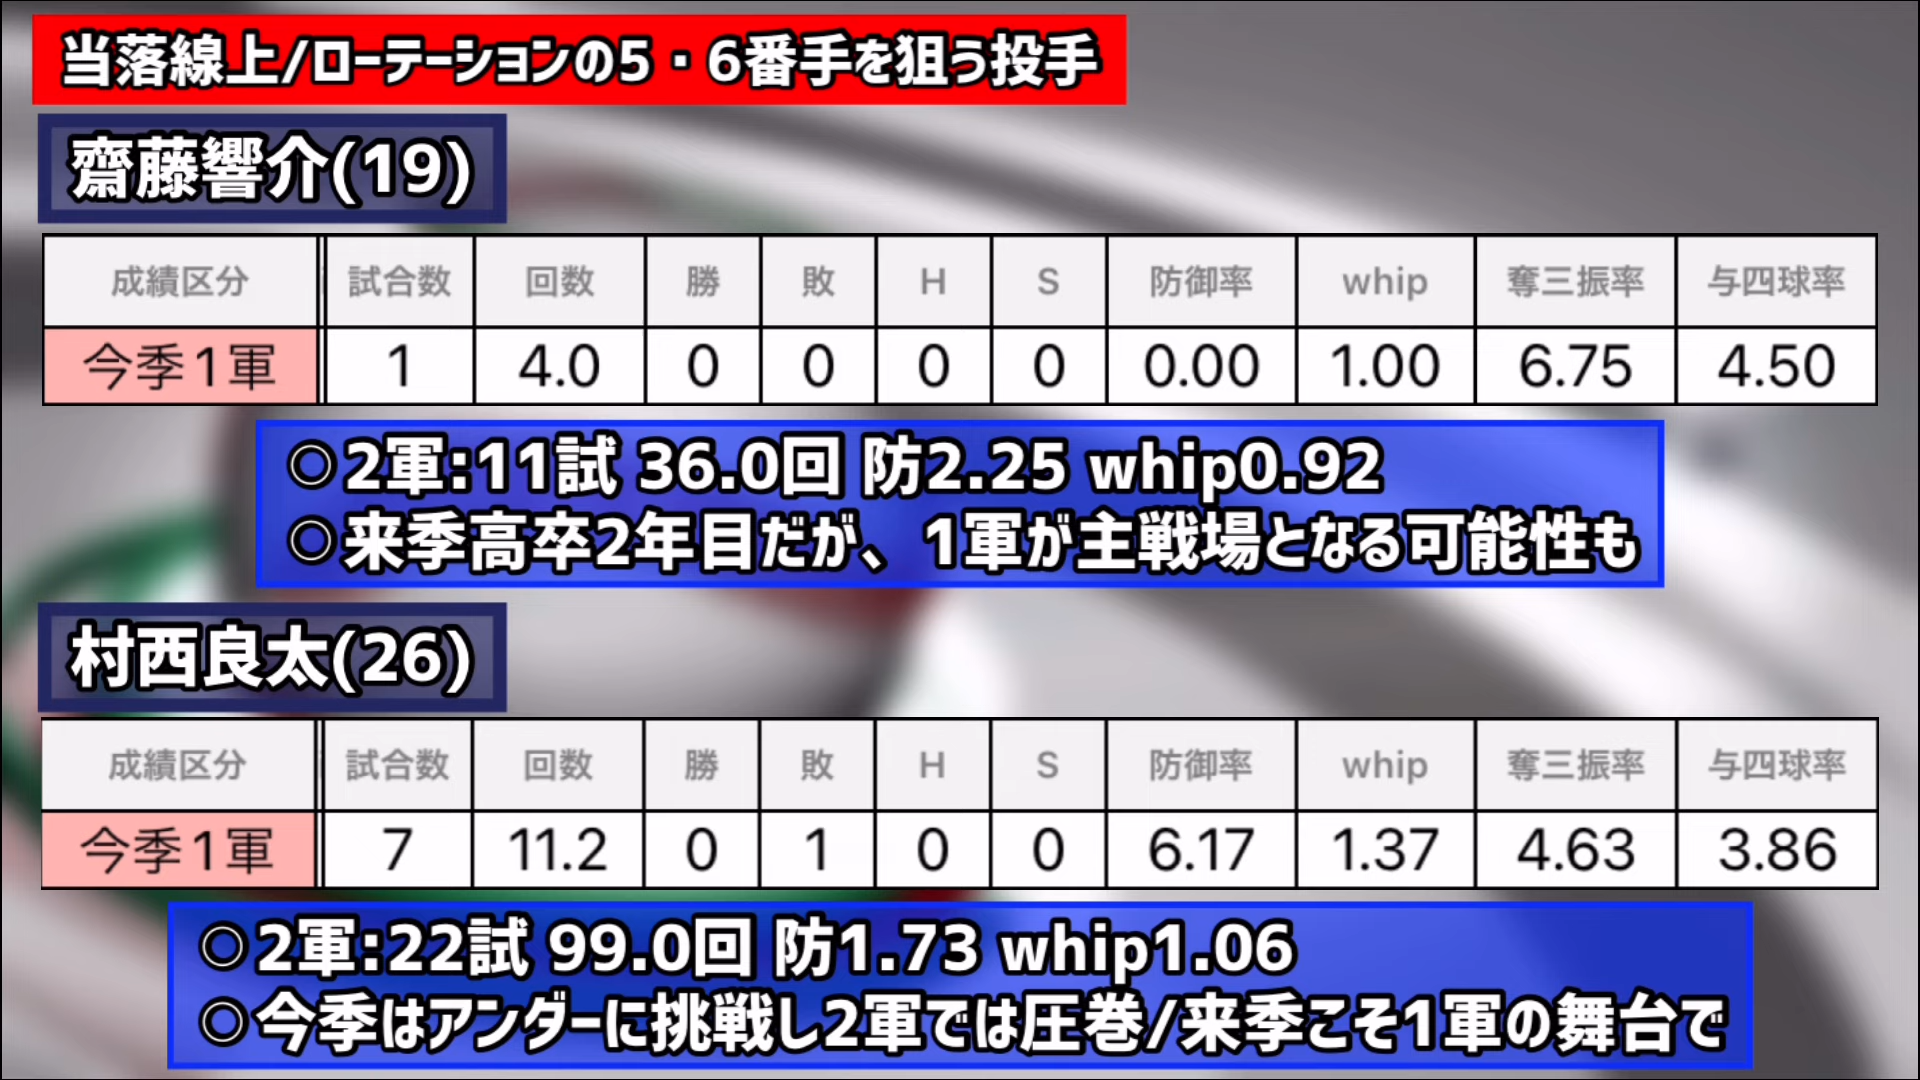 当落線上/ローテーションの5・6番手を狙う投手
齋藤響介(19)
成績区分 試合数 回数 勝 敗 H S 防御率 whip 奪三振率 与四球率
今季1軍 1 4.0 0 0 0 0 0.00 1.00 6.75 4.50
○2軍:11試 36.0回 防2.25 whip0.92
○来季高卒2年目だが、1軍が主戦場となる可能性も
村西良太(26)
成績区分 試合数 回数 勝 敗 H S 防御率 whip 奪三振率 与四球率
今季1軍 7 11.2 0 1 0 0 6.17 1.37 4.63 3.86
○2軍:22試 99.0回 防1.73 whip1.06
○今季はアンダーに挑戦し2軍では圧巻/来季こそ1軍の舞台で